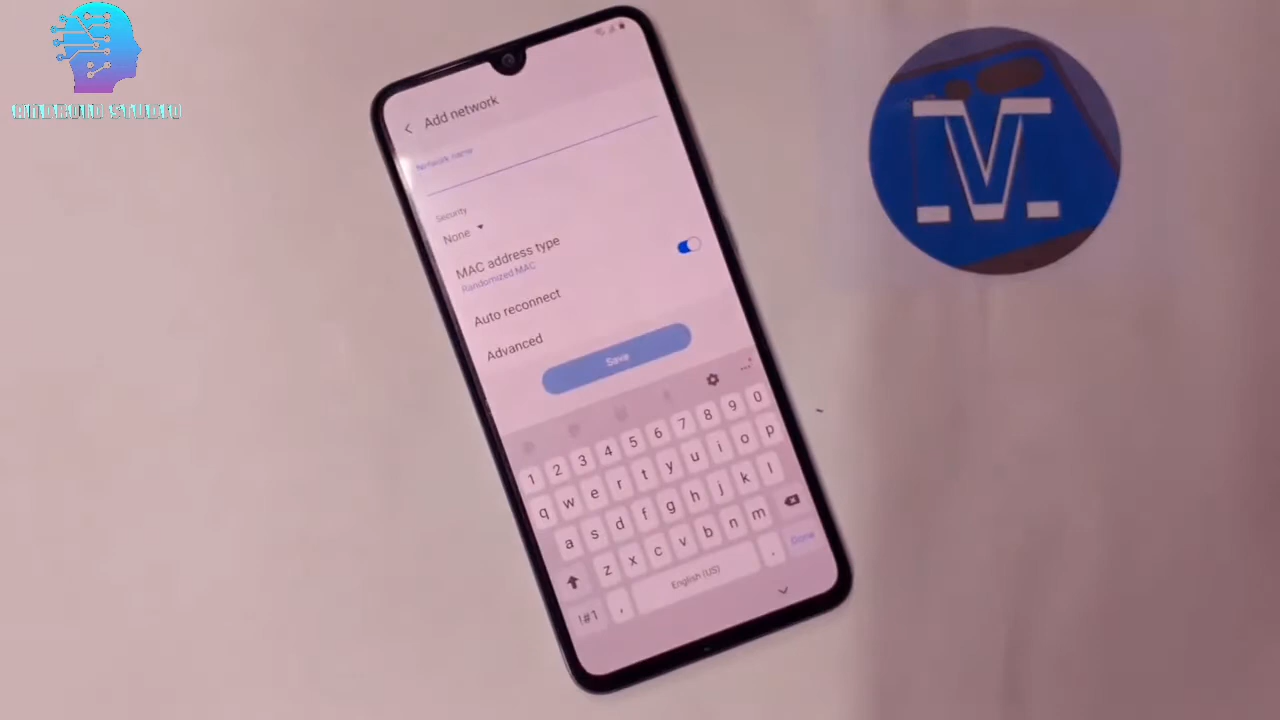 Add network
Network name
Security
None
MAC address type
Randomized MAC
Auto reconnect
Advanced
Save
1 2 3 4 5 6 7 8 9 0
q w e r t y u i o p
a s d f g h j k l
z x c v b n m
!#1 , English (US) . Done